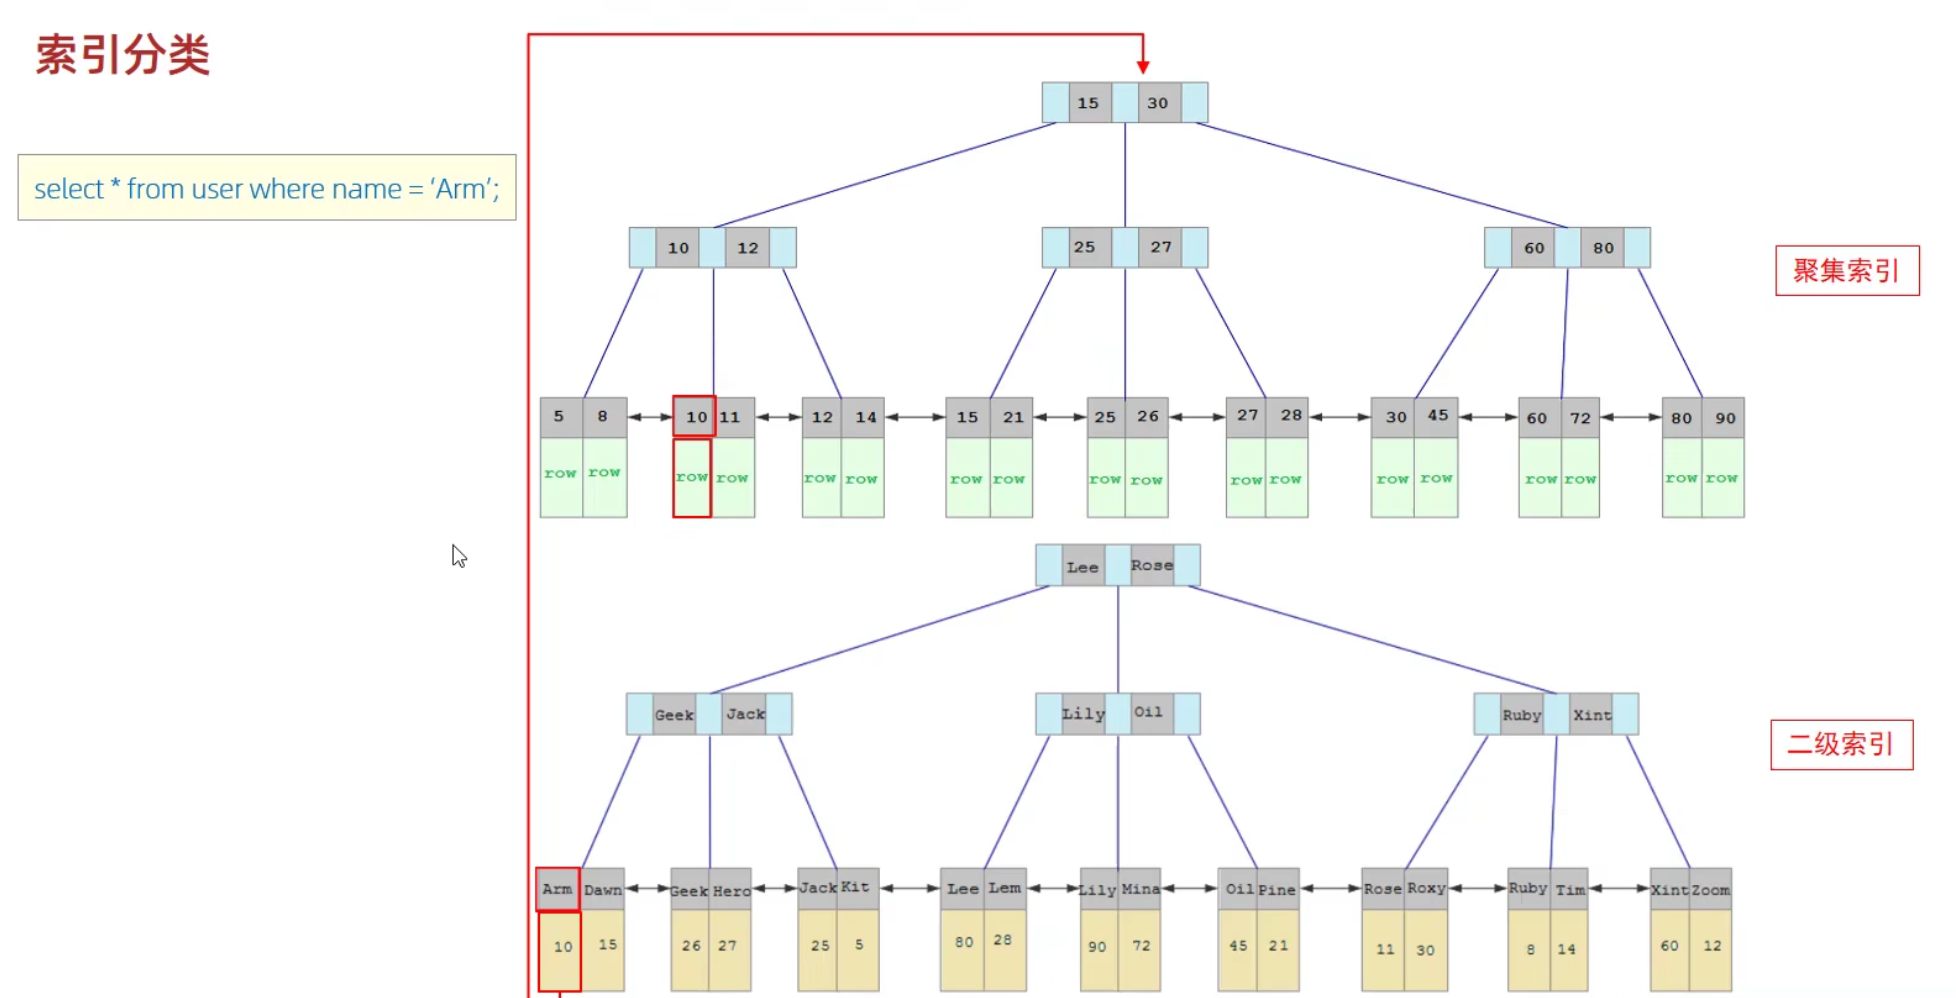 索引分类
select * from user where name = ‘Arm’;
15 30
10 12 25 27 60 80
聚集索引
5 8 10 11 12 14 15 21 25 26 27 28 30 45 60 72 80 90
row row row row row row row row row row row row row row row row row row
Lee Rose
Geek Jack Lily Oil Ruby Xint
二级索引
Arm Dawn Geek Hero Jack Kit Lee Lem Lily Mina Oil Pine Rose Roxy Ruby Tim Xint Zoom
10 15 26 27 25 5 80 28 90 72 45 21 11 30 8 14 60 12